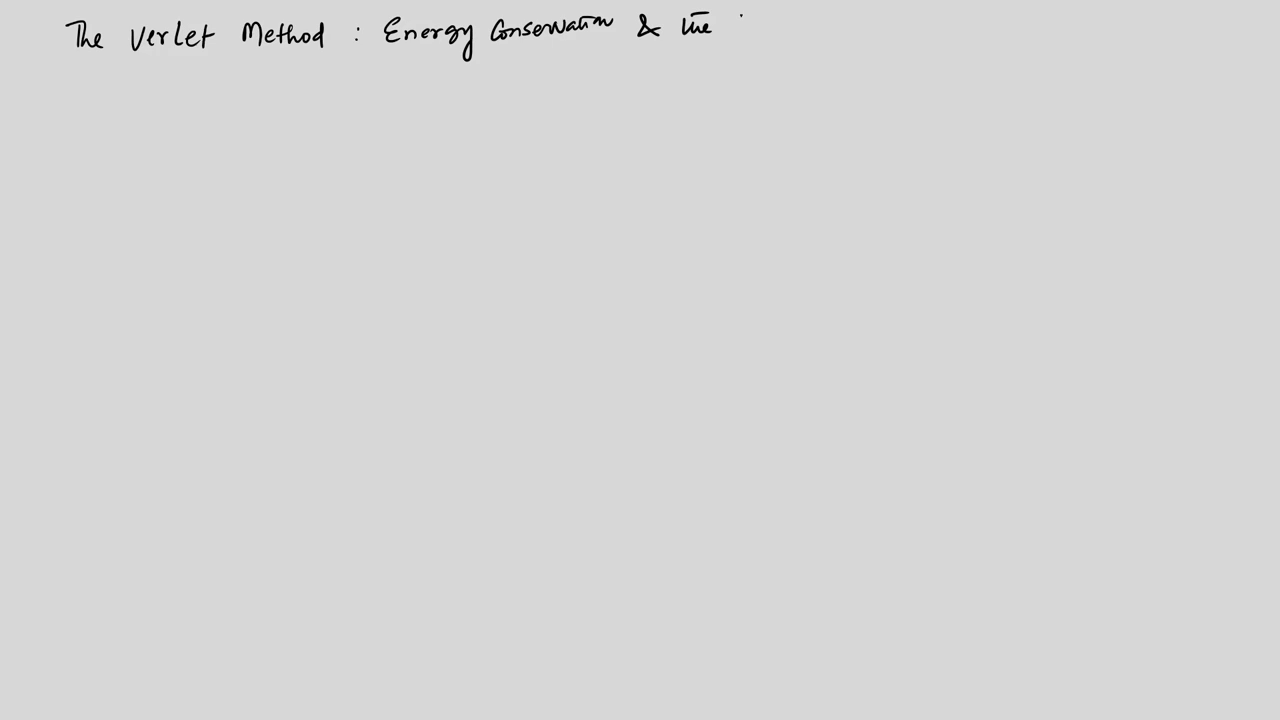 The Verlet Method : Energy Conservation & the